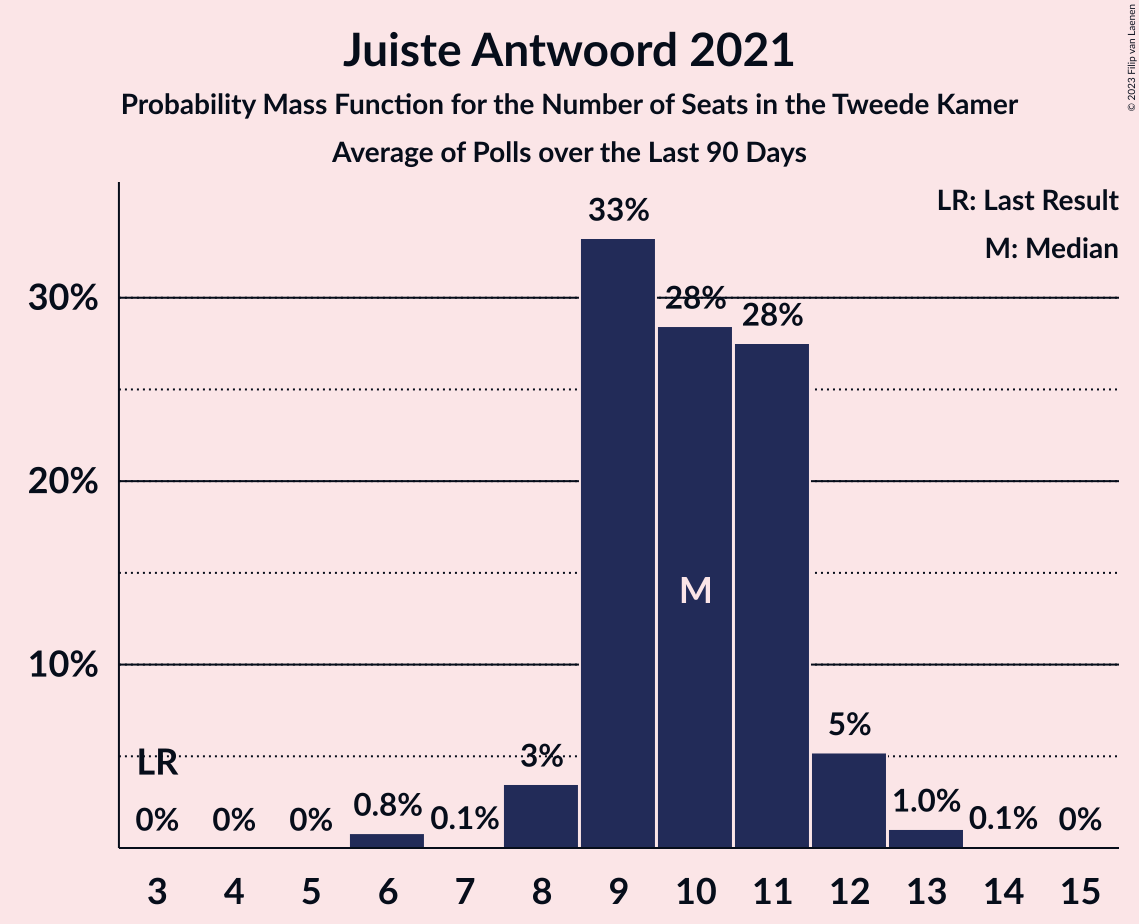 © 2023 Filip van Laenen
Juiste Antwoord 2021
Probability Mass Function for the Number of Seats in the Tweede Kamer
Average of Polls over the Last 90 Days
LR: Last Result
M: Median
33%
28%
28%
30%
20%
10%
M
LR
0%
0%
0%
0.8%
0.1%
3%
5%
1.0%
0.1%
0%
3 4 5 6 7 8 9 10 11 12 13 14 15